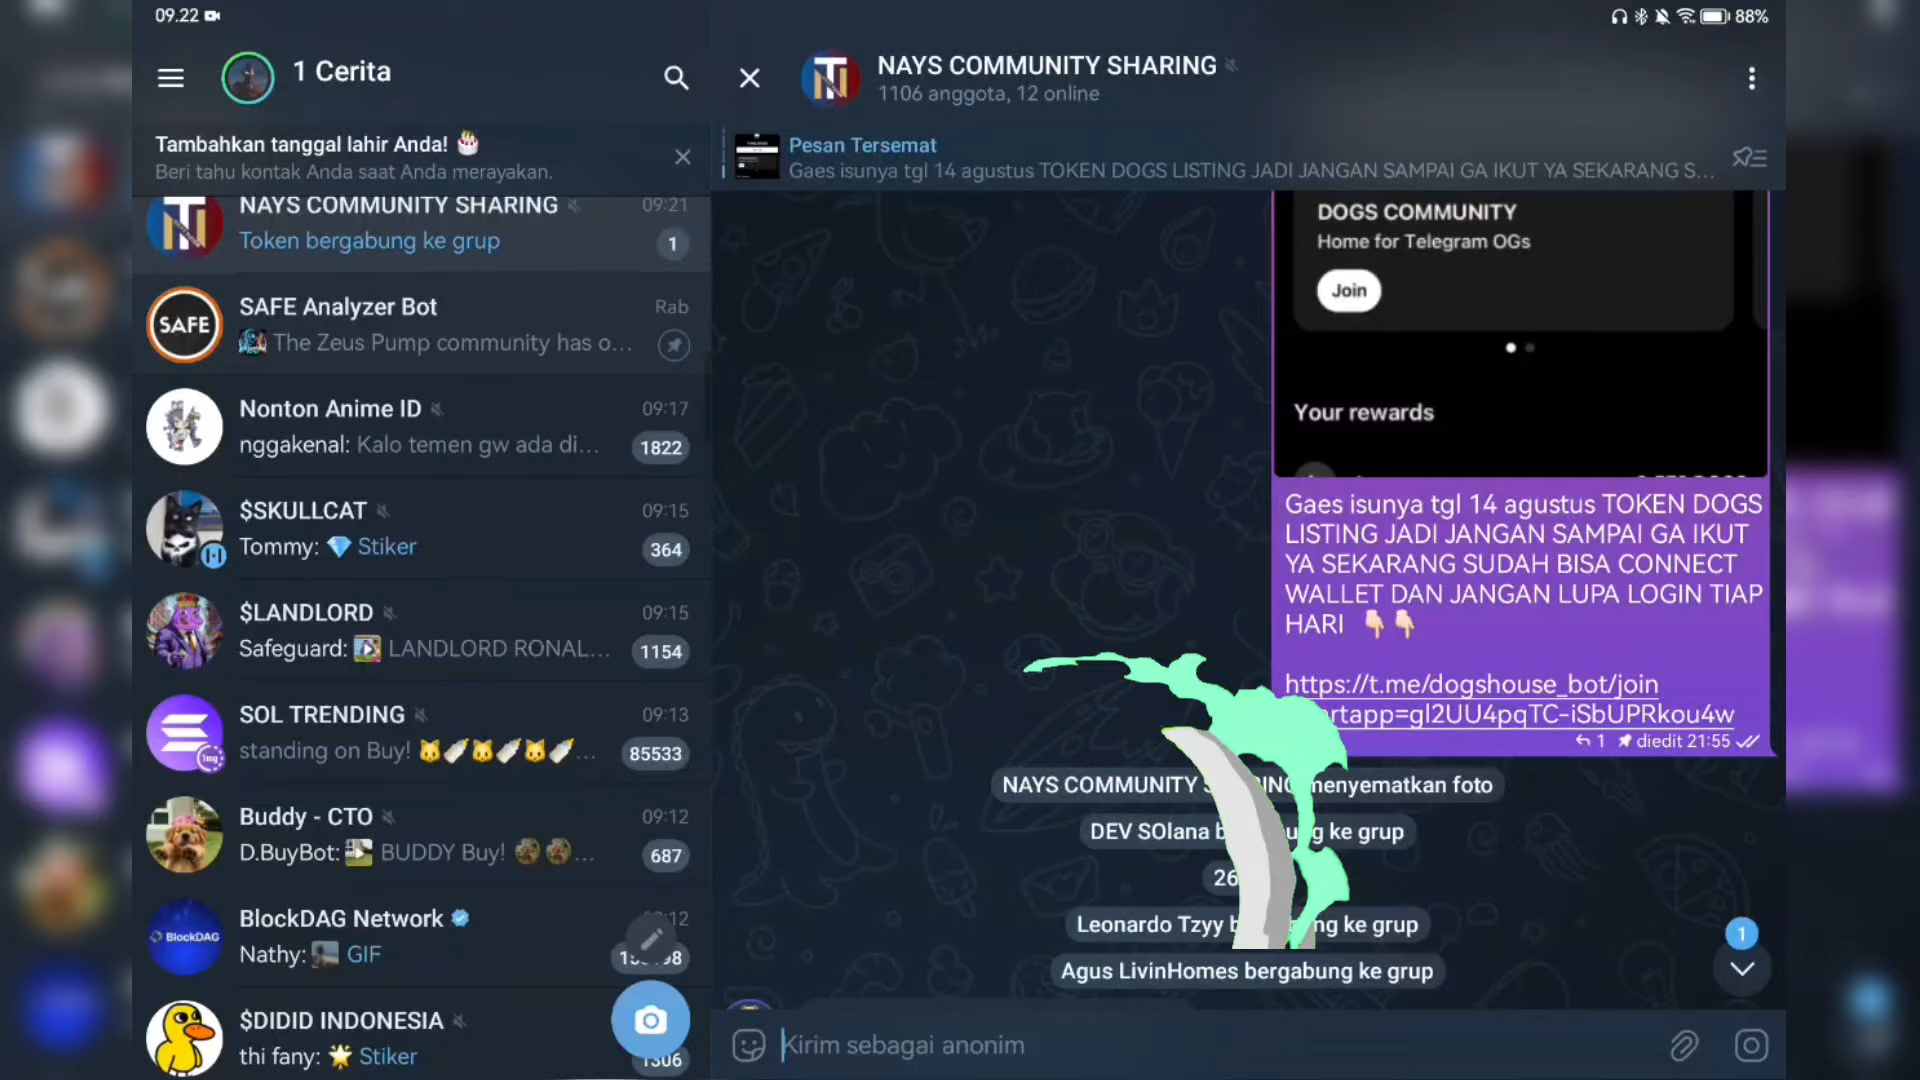 09.22
88%
1 Cerita
Tambahkan tanggal lahir Anda! 🎂
Beri tahu kontak Anda saat Anda merayakan.
NAYS COMMUNITY SHARING
09:21
Token bergabung ke grup
1
SAFE
SAFE Analyzer Bot
Rab
The Zeus Pump community has o...
Nonton Anime ID
09:17
nggakenal: Kalo temen gw ada di...
1822
$SKULLCAT
09:15
Tommy: 💎 Stiker
364
$LANDLORD
09:15
Safeguard: LANDLORD RONAL...
1154
SOL TRENDING
09:13
standing on Buy! 🐱🍼🐱🍼🐱🍼...
85533
Buddy - CTO
09:12
D.BuyBot: BUDDY Buy! ...
687
BlockDAG
BlockDAG Network
Nathy: GIF
$DIDID INDONESIA
thi fany: 🌟 Stiker
1306
NAYS COMMUNITY SHARING
1106 anggota, 12 online
Pesan Tersemat
Gaes isunya tgl 14 agustus TOKEN DOGS LISTING JADI JANGAN SAMPAI GA IKUT YA SEKARANG S...
DOGS COMMUNITY
Home for Telegram OGs
Join
Your rewards
Gaes isunya tgl 14 agustus TOKEN DOGS
LISTING JADI JANGAN SAMPAI GA IKUT
YA SEKARANG SUDAH BISA CONNECT
WALLET DAN JANGAN LUPA LOGIN TIAP
HARI 👇🏻👇🏻
https://t.me/dogshouse_bot/join
rtapp=gl2UU4pqTC-iSbUPRkou4w
1 diedit 21:55
NAYS COMMUNITY menyematkan foto
DEV SOlana ke grup
Leonardo Tzyy ke grup
Agus LivinHomes bergabung ke grup
1
Kirim sebagai anonim